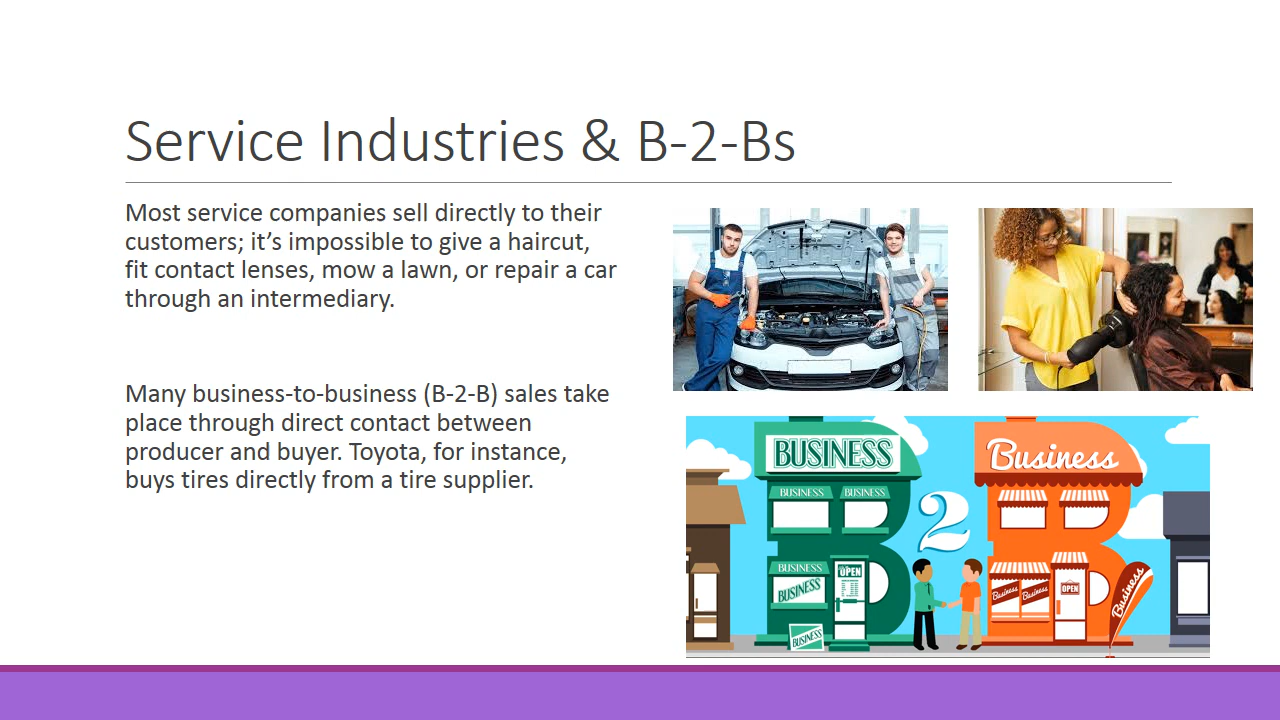 Service Industries & B-2-Bs
Most service companies sell directly to their
customers; it’s impossible to give a haircut,
fit contact lenses, mow a lawn, or repair a car
through an intermediary.
Many business-to-business (B-2-B) sales take
place through direct contact between
producer and buyer. Toyota, for instance,
buys tires directly from a tire supplier.
BUSINESS
Business
BUSINESS BUSINESS
2
BUSINESS
OPEN
BUSINESS
Business Business
OPEN
Business
BUSINESS